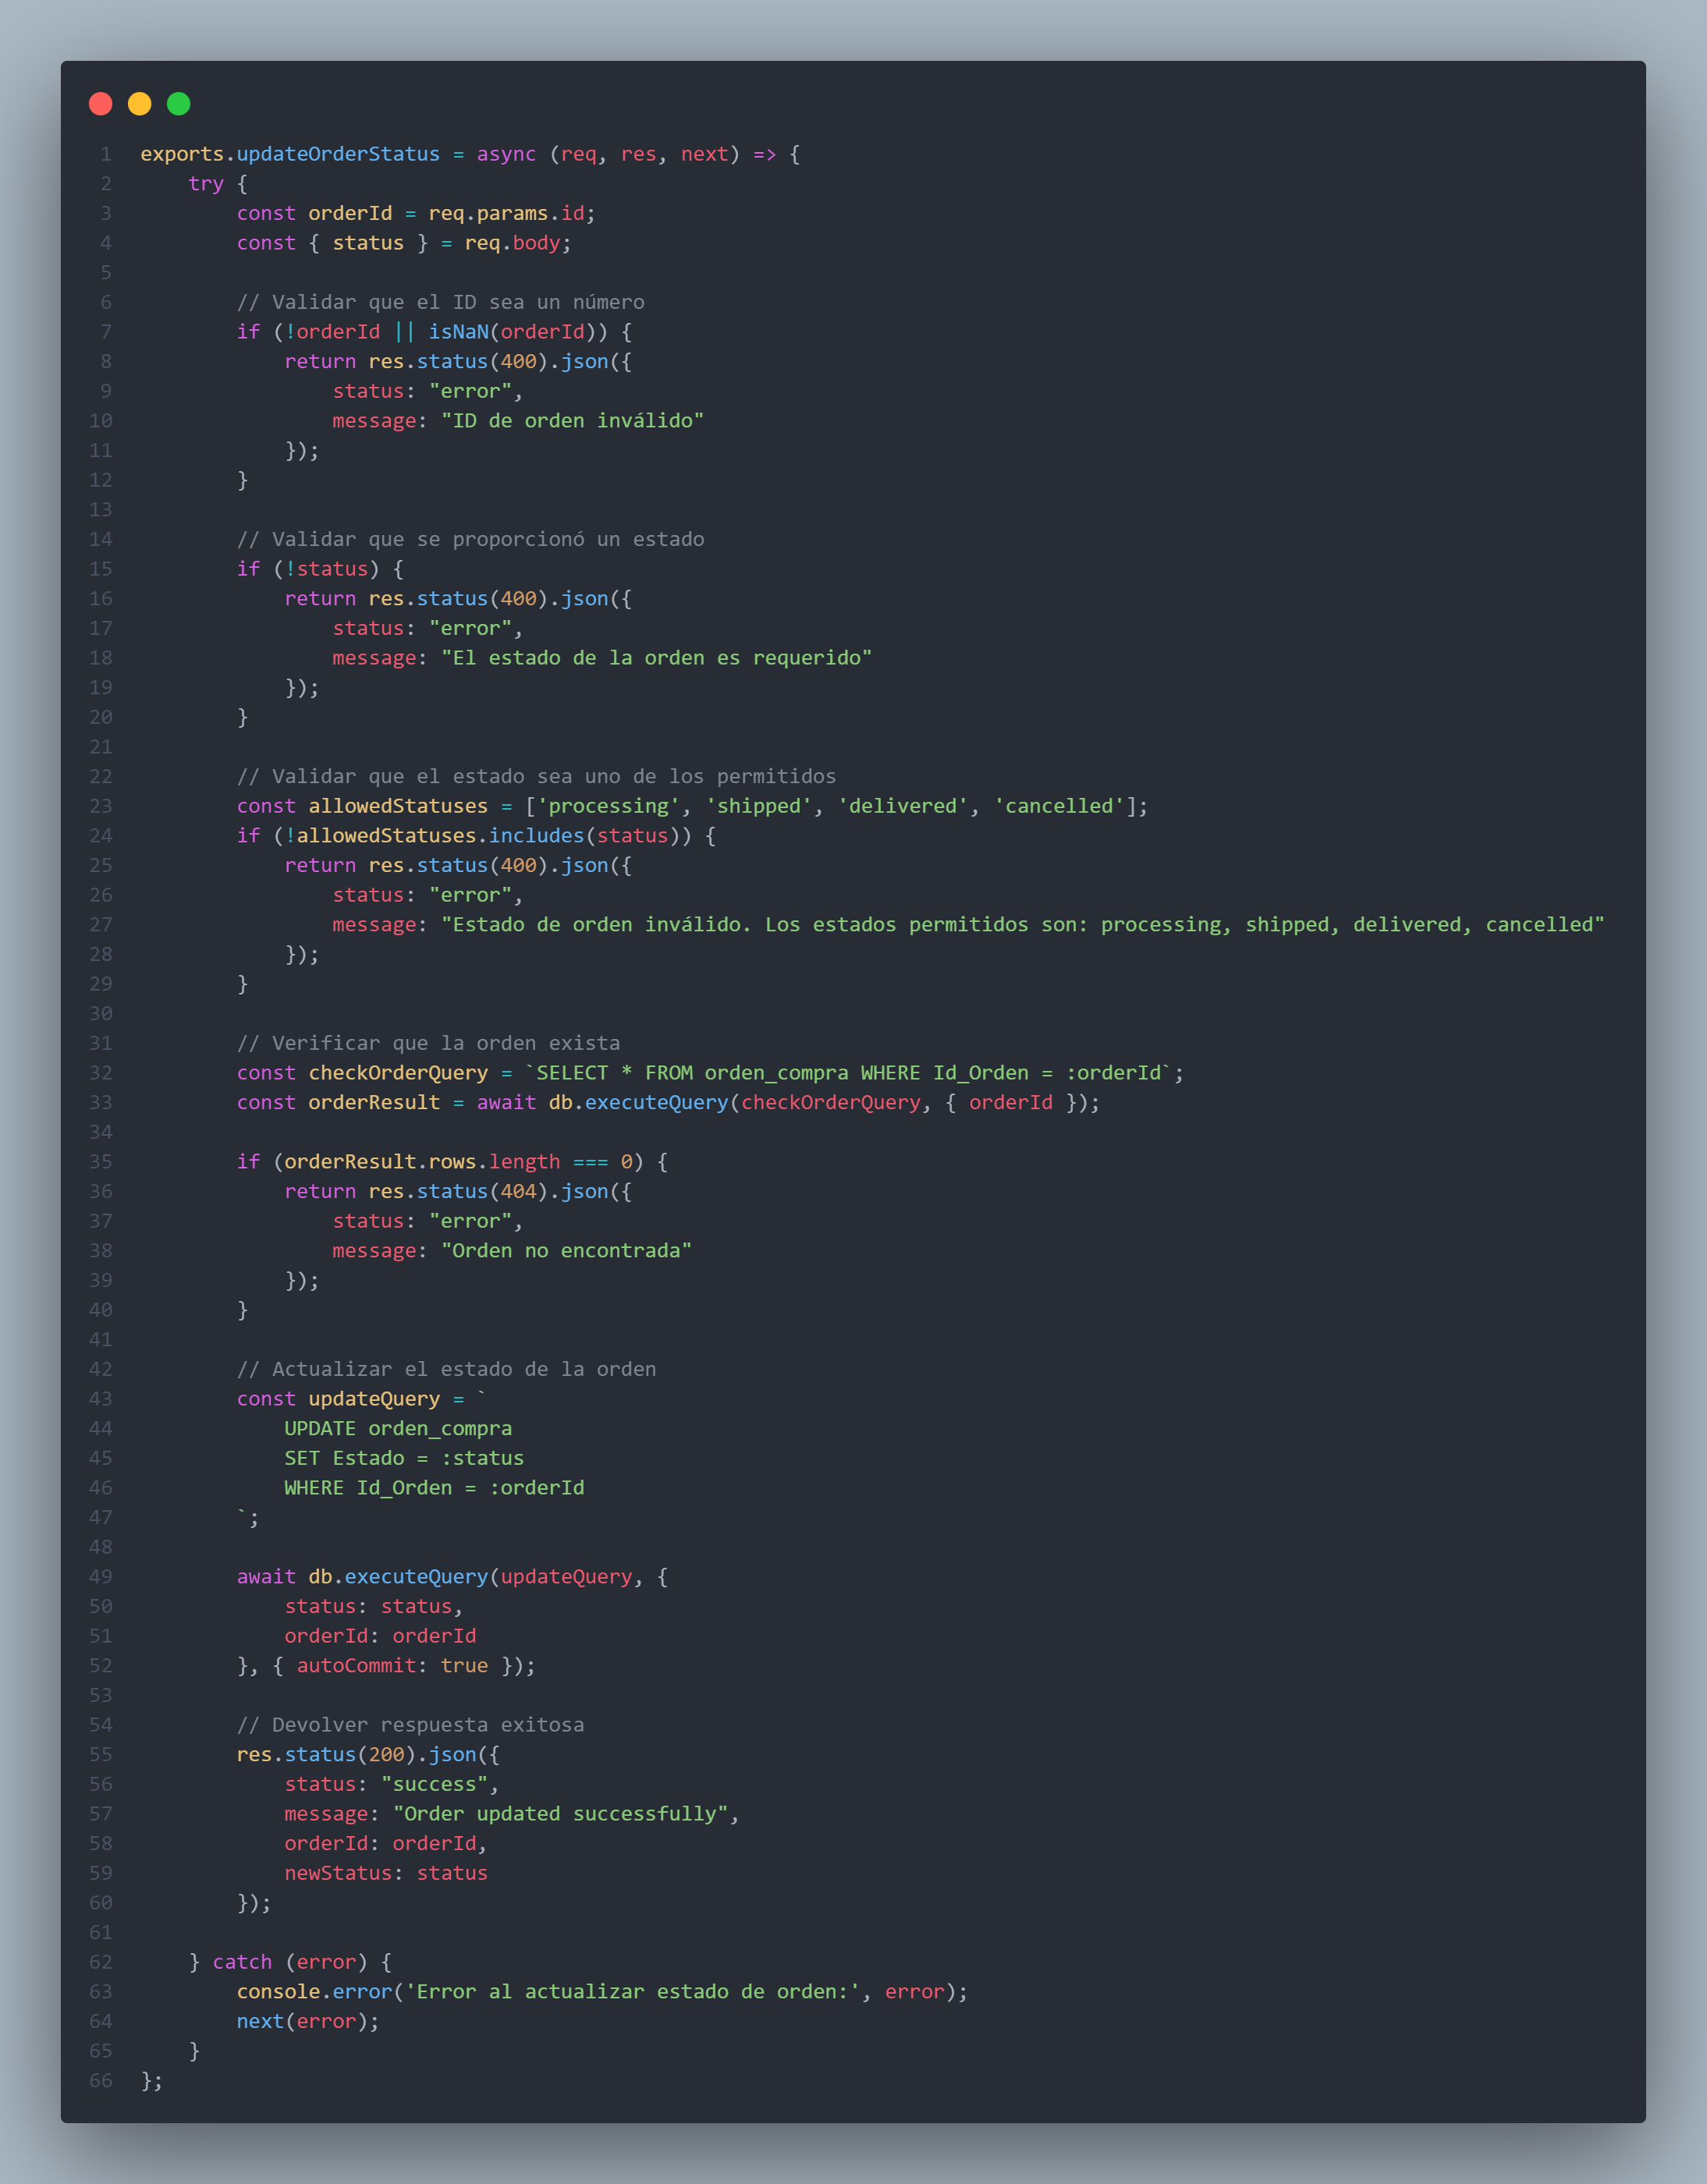 1 exports.updateOrderStatus = async (req, res, next) => {
2     try {
3         const orderId = req.params.id;
4         const { status } = req.body;
5
6         // Validar que el ID sea un número
7         if (!orderId || isNaN(orderId)) {
8             return res.status(400).json({
9                 status: "error",
10                 message: "ID de orden inválido"
11             });
12         }
13
14         // Validar que se proporcionó un estado
15         if (!status) {
16             return res.status(400).json({
17                 status: "error",
18                 message: "El estado de la orden es requerido"
19             });
20         }
21
22         // Validar que el estado sea uno de los permitidos
23         const allowedStatuses = ['processing', 'shipped', 'delivered', 'cancelled'];
24         if (!allowedStatuses.includes(status)) {
25             return res.status(400).json({
26                 status: "error",
27                 message: "Estado de orden inválido. Los estados permitidos son: processing, shipped, delivered, cancelled"
28             });
29         }
30
31         // Verificar que la orden exista
32         const checkOrderQuery = `SELECT * FROM orden_compra WHERE Id_Orden = :orderId`;
33         const orderResult = await db.executeQuery(checkOrderQuery, { orderId });
34
35         if (orderResult.rows.length === 0) {
36             return res.status(404).json({
37                 status: "error",
38                 message: "Orden no encontrada"
39             });
40         }
41
42         // Actualizar el estado de la orden
43         const updateQuery = `
44             UPDATE orden_compra
45             SET Estado = :status
46             WHERE Id_Orden = :orderId
47         `;
48
49         await db.executeQuery(updateQuery, {
50             status: status,
51             orderId: orderId
52         }, { autoCommit: true });
53
54         // Devolver respuesta exitosa
55         res.status(200).json({
56             status: "success",
57             message: "Order updated successfully",
58             orderId: orderId,
59             newStatus: status
60         });
61
62     } catch (error) {
63         console.error('Error al actualizar estado de orden:', error);
64         next(error);
65     }
66 };